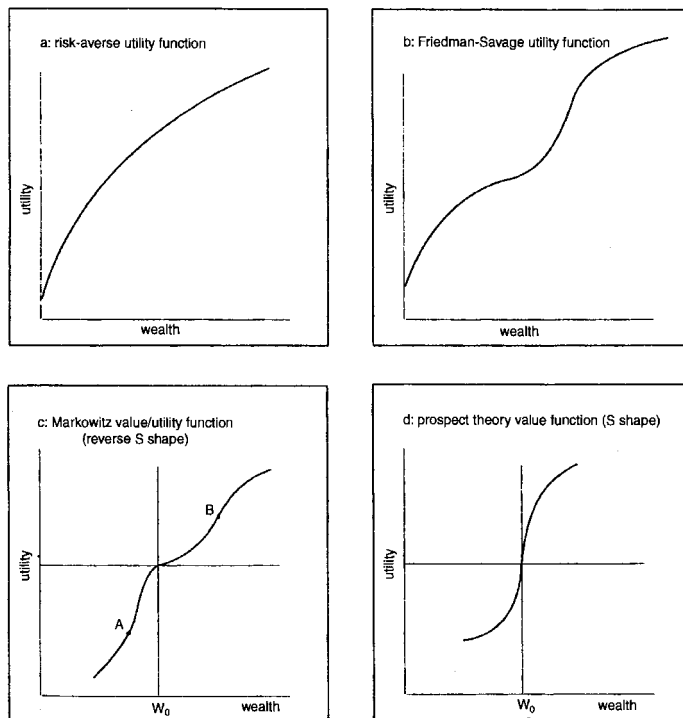 a: risk-averse utility function
utility
wealth
b: Friedman-Savage utility function
utility
wealth
c: Markowitz value/utility function
(reverse S shape)
B
utility
A
W₀
wealth
d: prospect theory value function (S shape)
utility
W₀
wealth